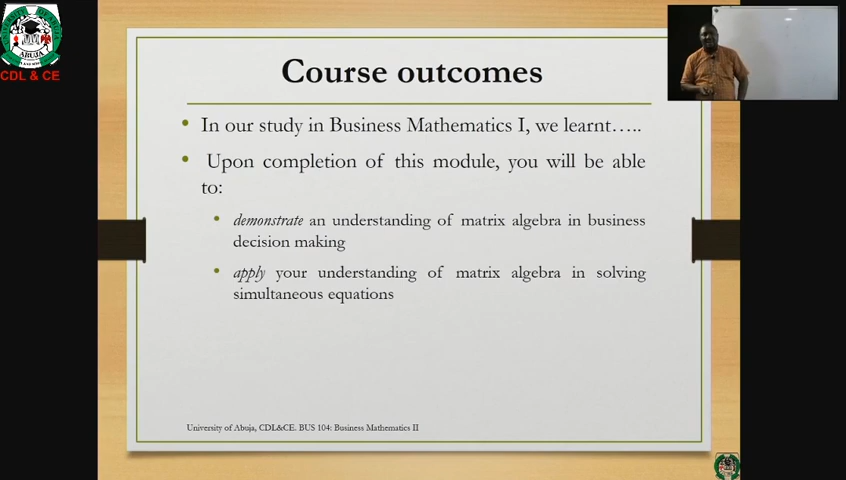 ABUJA
CDL & CE
Course outcomes
In our study in Business Mathematics I, we learnt…..
Upon completion of this module, you will be able
to:
demonstrate an understanding of matrix algebra in business
decision making
apply your understanding of matrix algebra in solving
simultaneous equations
University of Abuja, CDL&CE. BUS 104: Business Mathematics II